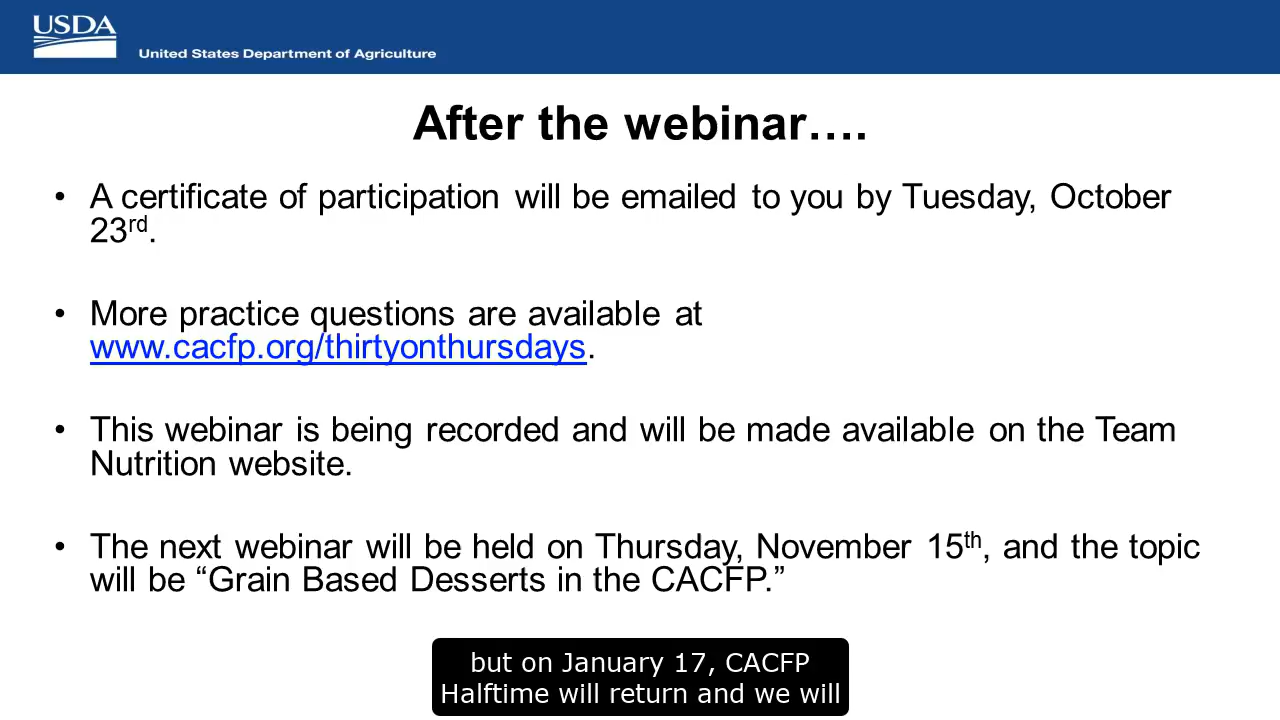 USDA
United States Department of Agriculture
After the webinar….
• A certificate of participation will be emailed to you by Tuesday, October
23rd.
• More practice questions are available at
www.cacfp.org/thirtyonthursdays.
• This webinar is being recorded and will be made available on the Team
Nutrition website.
• The next webinar will be held on Thursday, November 15th, and the topic
will be “Grain Based Desserts in the CACFP.”
but on January 17, CACFP
Halftime will return and we will